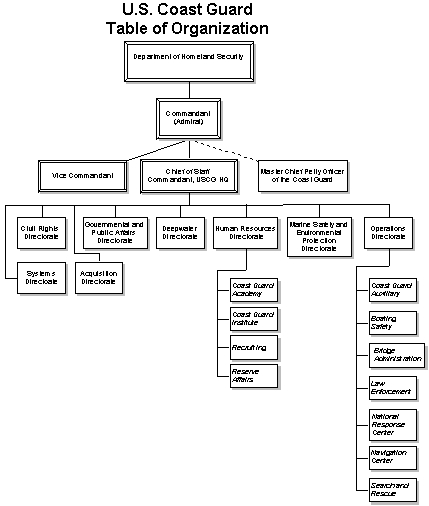 U.S. Coast Guard
Table of Organization
Department of Homeland Security
Commandant
(Admiral)
Vice Commandant
Chief of Staff
Commandant, USCG HQ
Master Chief Petty Officer
of the Coast Guard
Civil Rights
Directorate
Governmental and
Public Affairs
Directorate
Deepwater
Directorate
Human Resources
Directorate
Marine Safety and
Environmental
Protection
Directorate
Operations
Directorate
Systems
Directorate
Acquisition
Directorate
Coast Guard
Academy
Coast Guard
Institute
Recruiting
Reserve
Affairs
Coast Guard
Auxiliary
Boating
Safety
Bridge
Administration
Law
Enforcement
National
Response
Center
Navigation
Center
Search and
Rescue